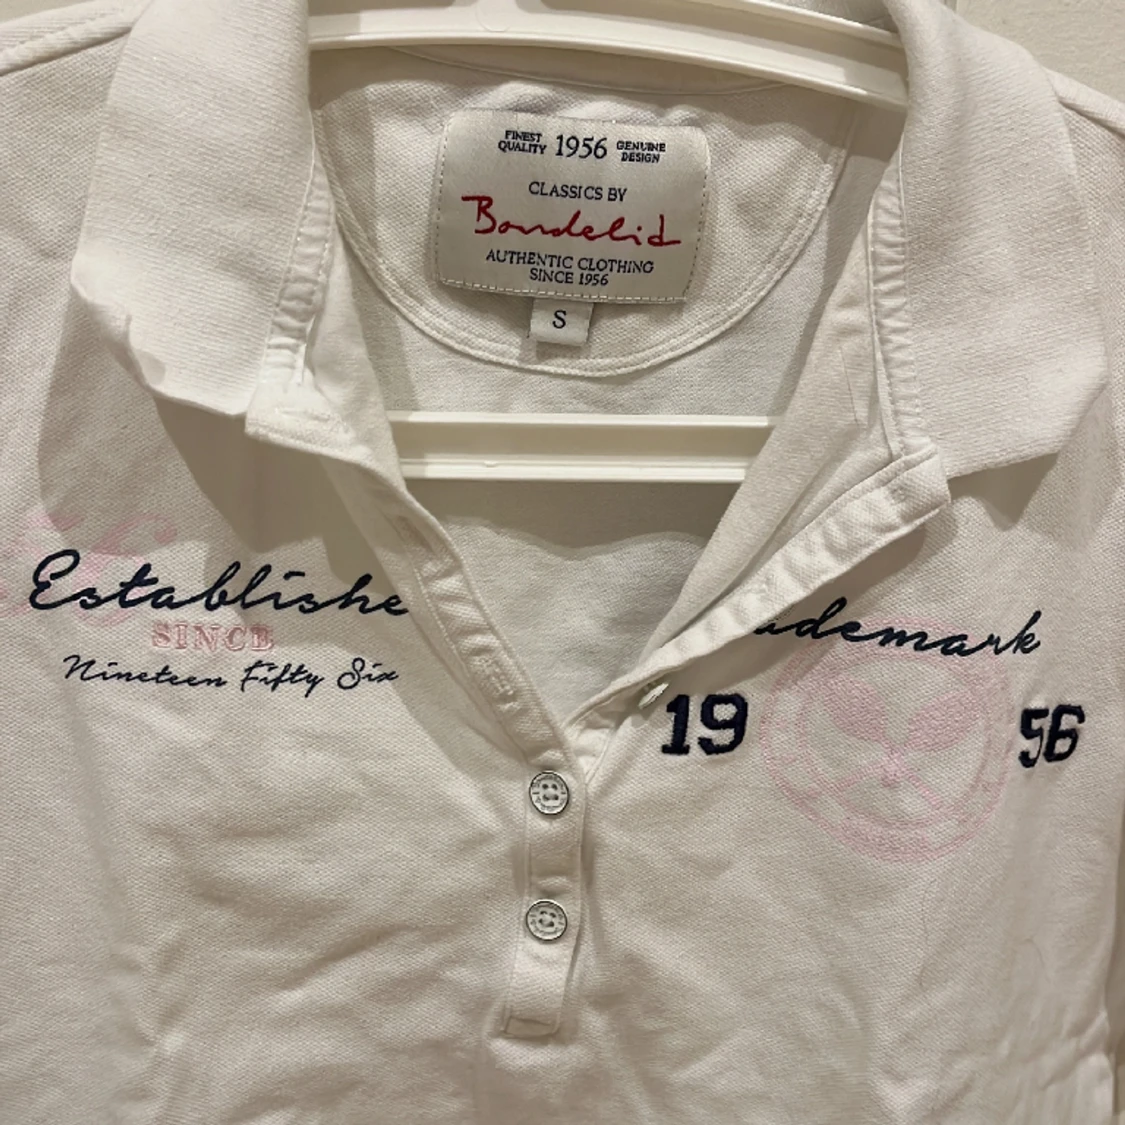 FINEST QUALITY 1956 GENUINE DESIGN
CLASSICS BY
Bondelid
AUTHENTIC CLOTHING
SINCE 1956
S
Establishe
SINCE
Nineteen Fifty Six
ademark
19 56